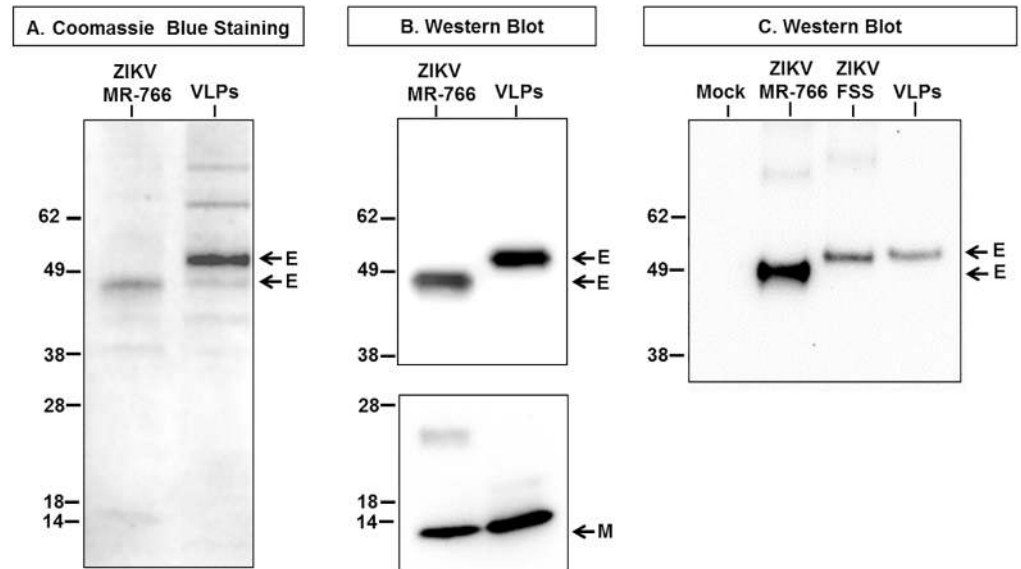 A. Coomassie Blue Staining
ZIKV
MR-766
VLPs
62
49
38
28
18
14
E
E
B. Western Blot
ZIKV
MR-766
VLPs
62
49
38
E
E
28
18
14
M
C. Western Blot
Mock
ZIKV
MR-766
ZIKV
FSS
VLPs
62
49
38
E
E